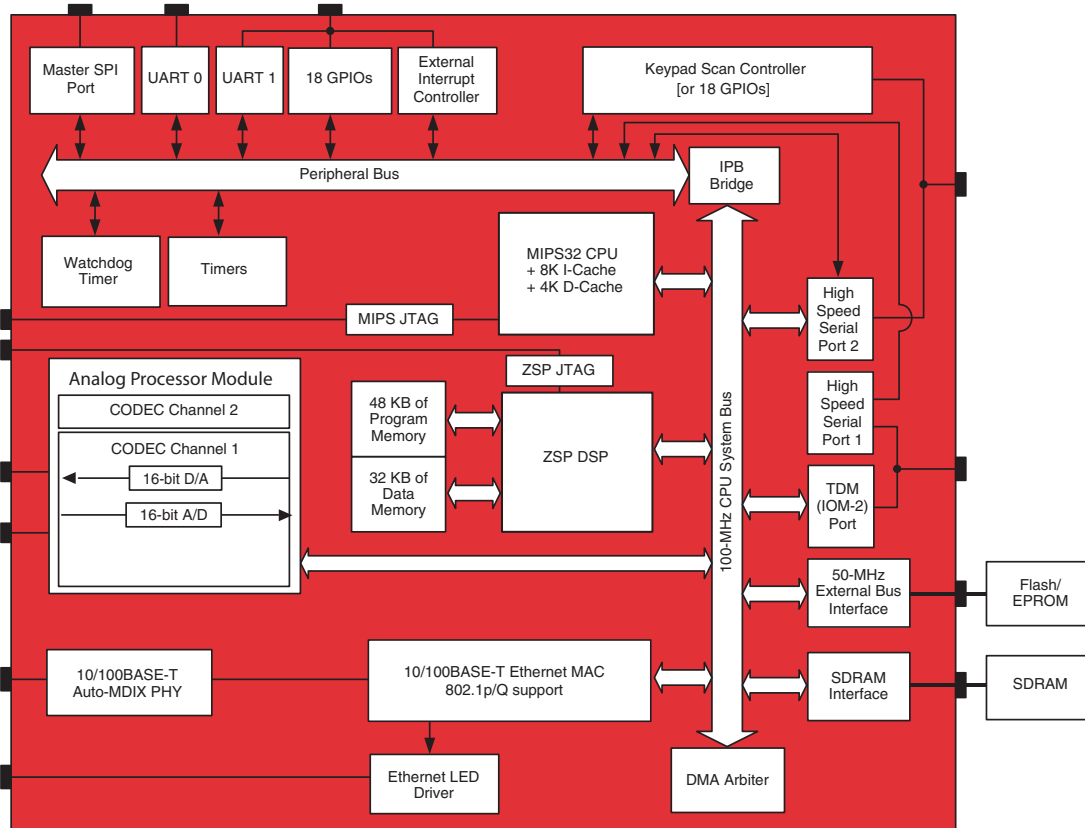 Master SPI
Port
UART 0
UART 1
18 GPIOs
External
Interrupt
Controller
Keypad Scan Controller
[or 18 GPIOs]
Peripheral Bus
IPB
Bridge
Watchdog
Timer
Timers
MIPS32 CPU
+ 8K I-Cache
+ 4K D-Cache
High
Speed
Serial
Port 2
MIPS JTAG
ZSP JTAG
Analog Processor Module
CODEC Channel 2
CODEC Channel 1
16-bit D/A
16-bit A/D
48 KB of
Program
Memory
32 KB of
Data
Memory
ZSP DSP
100-MHz CPU System Bus
High
Speed
Serial
Port 1
TDM
(IOM-2)
Port
50-MHz
External Bus
Interface
Flash/
EPROM
10/100BASE-T
Auto-MDIX PHY
10/100BASE-T Ethernet MAC
802.1p/Q support
SDRAM
Interface
SDRAM
Ethernet LED
Driver
DMA Arbiter